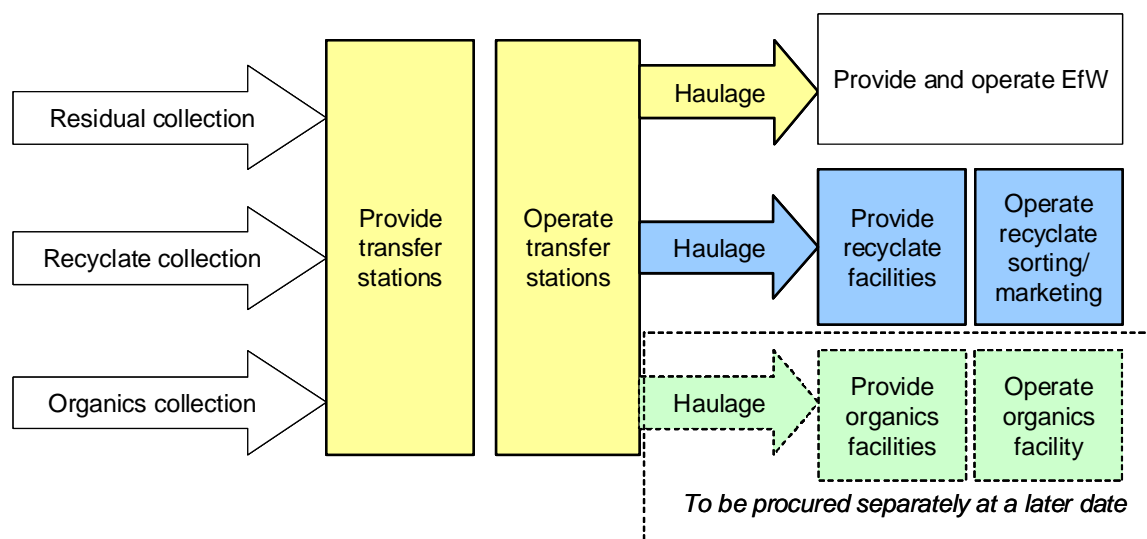 Residual collection
Recyclate collection
Organics collection
Provide
transfer
stations
Operate
transfer
stations
Haulage
Provide and operate EfW
Haulage
Provide
recyclate
facilities
Operate
recyclate
sorting/
marketing
Haulage
Provide
organics
facilities
Operate
organics
facility
To be procured separately at a later date